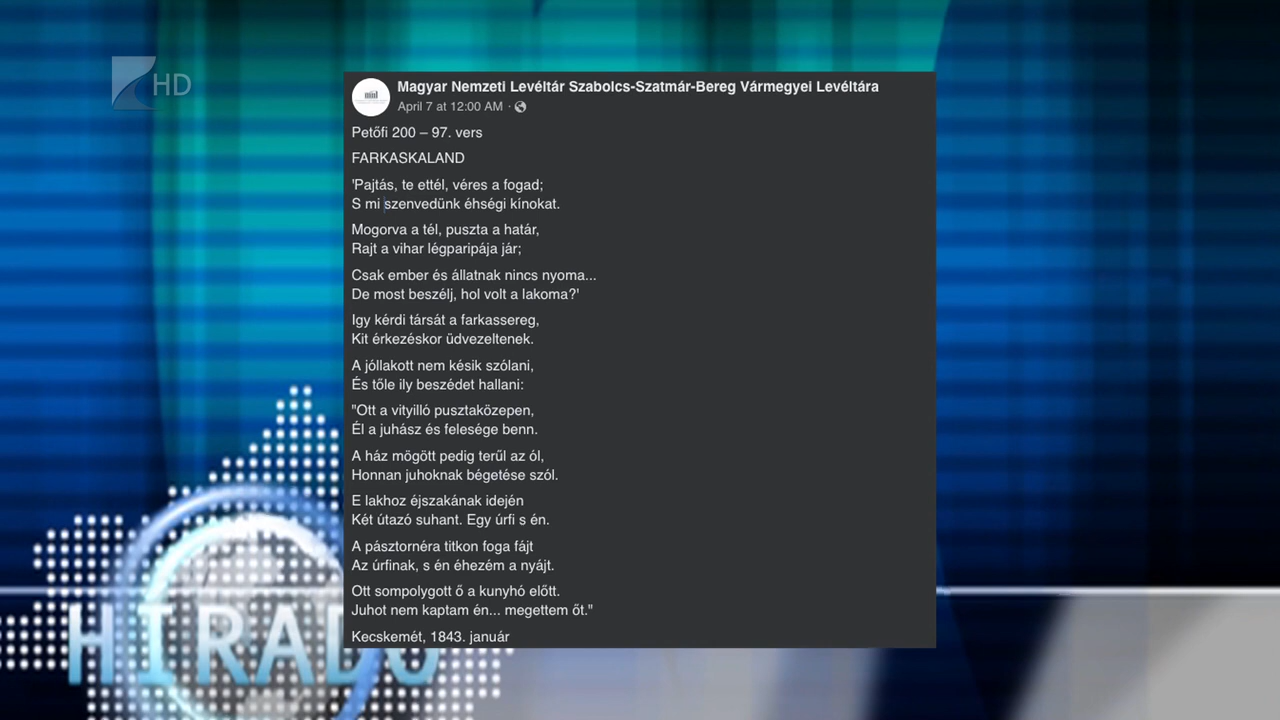 HD
Magyar Nemzeti Levéltár Szabolcs-Szatmár-Bereg Vármegyei Levéltára
April 7 at 12:00 AM ·
Petőfi 200 – 97. vers
FARKASKALAND
'Pajtás, te ettél, véres a fogad;
S mi szenvedünk éhségi kínokat.
Mogorva a tél, puszta a határ,
Rajt a vihar légparipája jár;
Csak ember és állatnak nincs nyoma...
De most beszélj, hol volt a lakoma?'
Igy kérdi társát a farkassereg,
Kit érkezéskor üdvezeltenek.
A jóllakott nem késik szólani,
És tőle ily beszédet hallani:
"Ott a vityilló pusztaközepen,
Él a juhász és felesége benn.
A ház mögött pedig terűl az ól,
Honnan juhoknak bégetése szól.
E lakhoz éjszakának idején
Két útazó suhant. Egy úrfi s én.
A pásztornéra titkon foga fájt
Az úrfinak, s én éhezém a nyájt.
Ott sompolygott ő a kunyhó előtt.
Juhot nem kaptam én... megettem őt."
Kecskemét, 1843. január
HIRADÓ